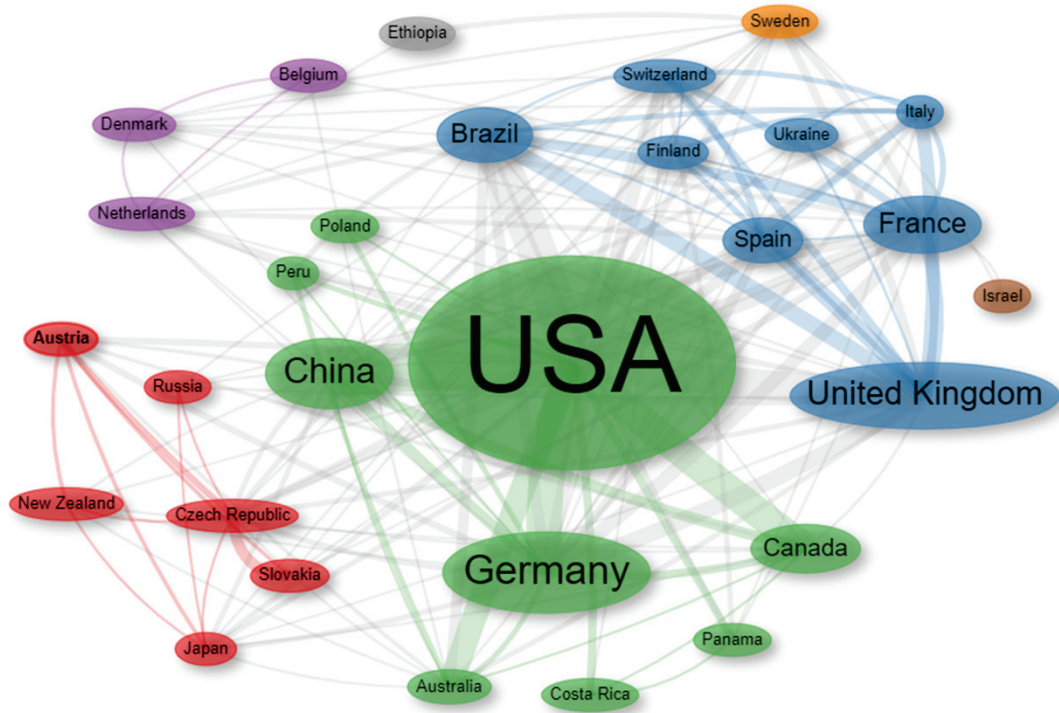 Sweden
Ethiopia
Belgium
Switzerland
Italy
Denmark
Brazil
Ukraine
Finland
Netherlands
Poland
Spain
France
Peru
Israel
Austria
USA
China
Russia
United Kingdom
New Zealand
Czech Republic
Canada
Slovakia
Germany
Japan
Panama
Australia
Costa Rica